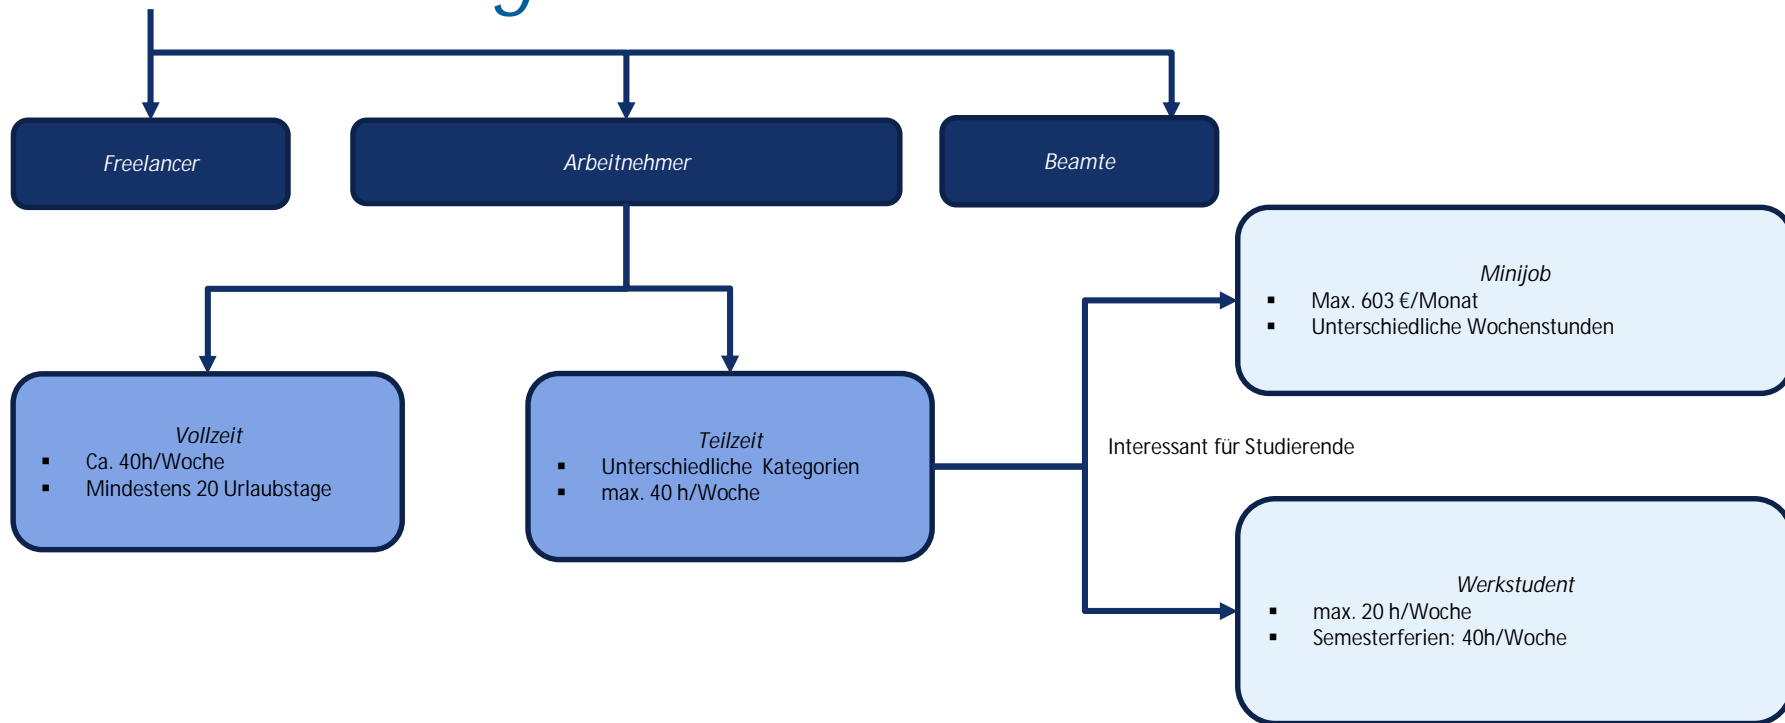 Freelancer
Arbeitnehmer
Beamte
Minijob
▪ Max. 603 €/Monat
▪ Unterschiedliche Wochenstunden
Vollzeit
▪ Ca. 40h/Woche
▪ Mindestens 20 Urlaubstage
Teilzeit
▪ Unterschiedliche Kategorien
▪ max. 40 h/Woche
Interessant für Studierende
Werkstudent
▪ max. 20 h/Woche
▪ Semesterferien: 40h/Woche